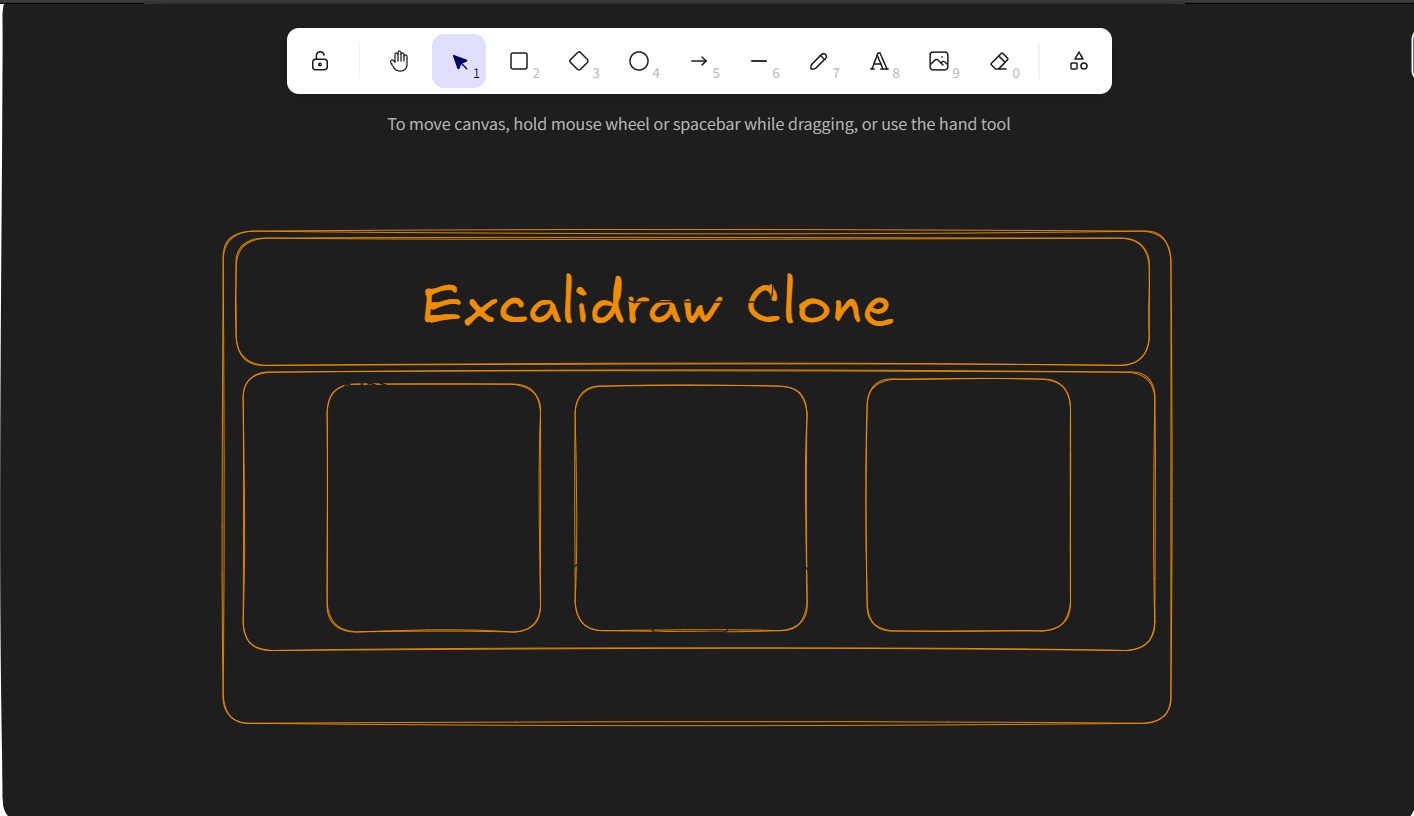 1 2 3 4 5 6 7 A 8 9 0
To move canvas, hold mouse wheel or spacebar while dragging, or use the hand tool
Excalidraw Clone